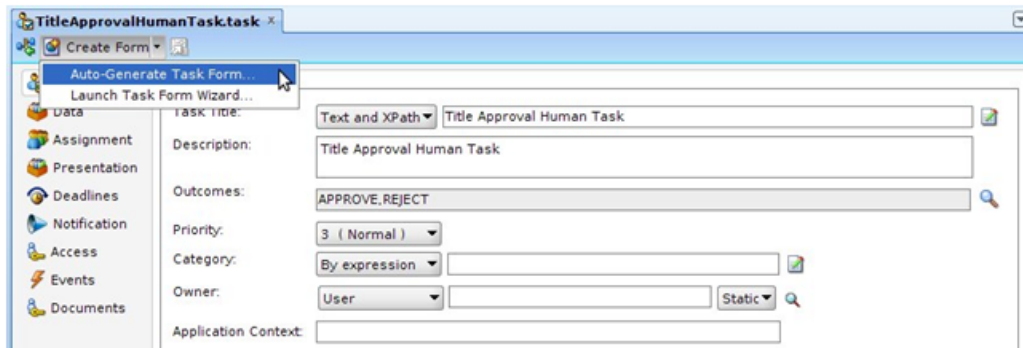 TitleApprovalHumanTask.task
Create Form
Auto-Generate Task Form...
Launch Task Form Wizard...
Data
Task Title: Text and XPath Title Approval Human Task
Assignment
Description: Title Approval Human Task
Presentation
Deadlines
Outcomes: APPROVE,REJECT
Notification
Priority: 3 ( Normal )
Access
Category: By expression
Events
Owner: User Static
Documents
Application Context: